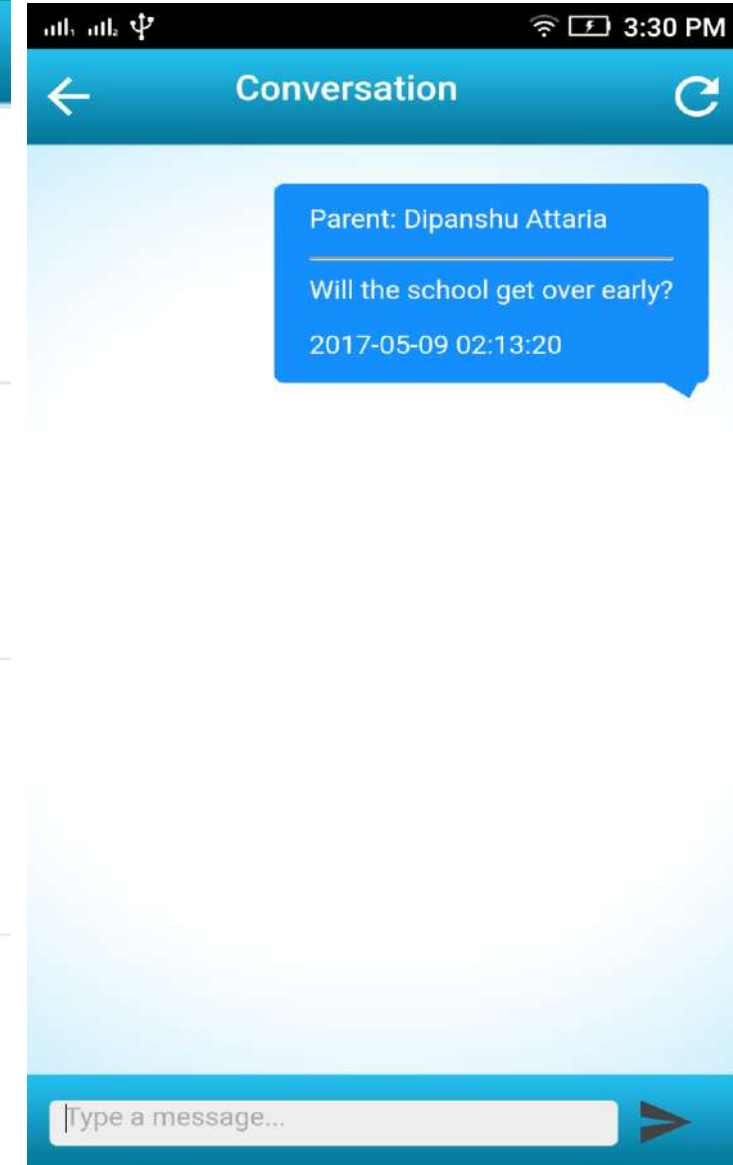 3:30 PM
Conversation
Parent: Dipanshu Attaria
Will the school get over early?
2017-05-09 02:13:20
Type a message...